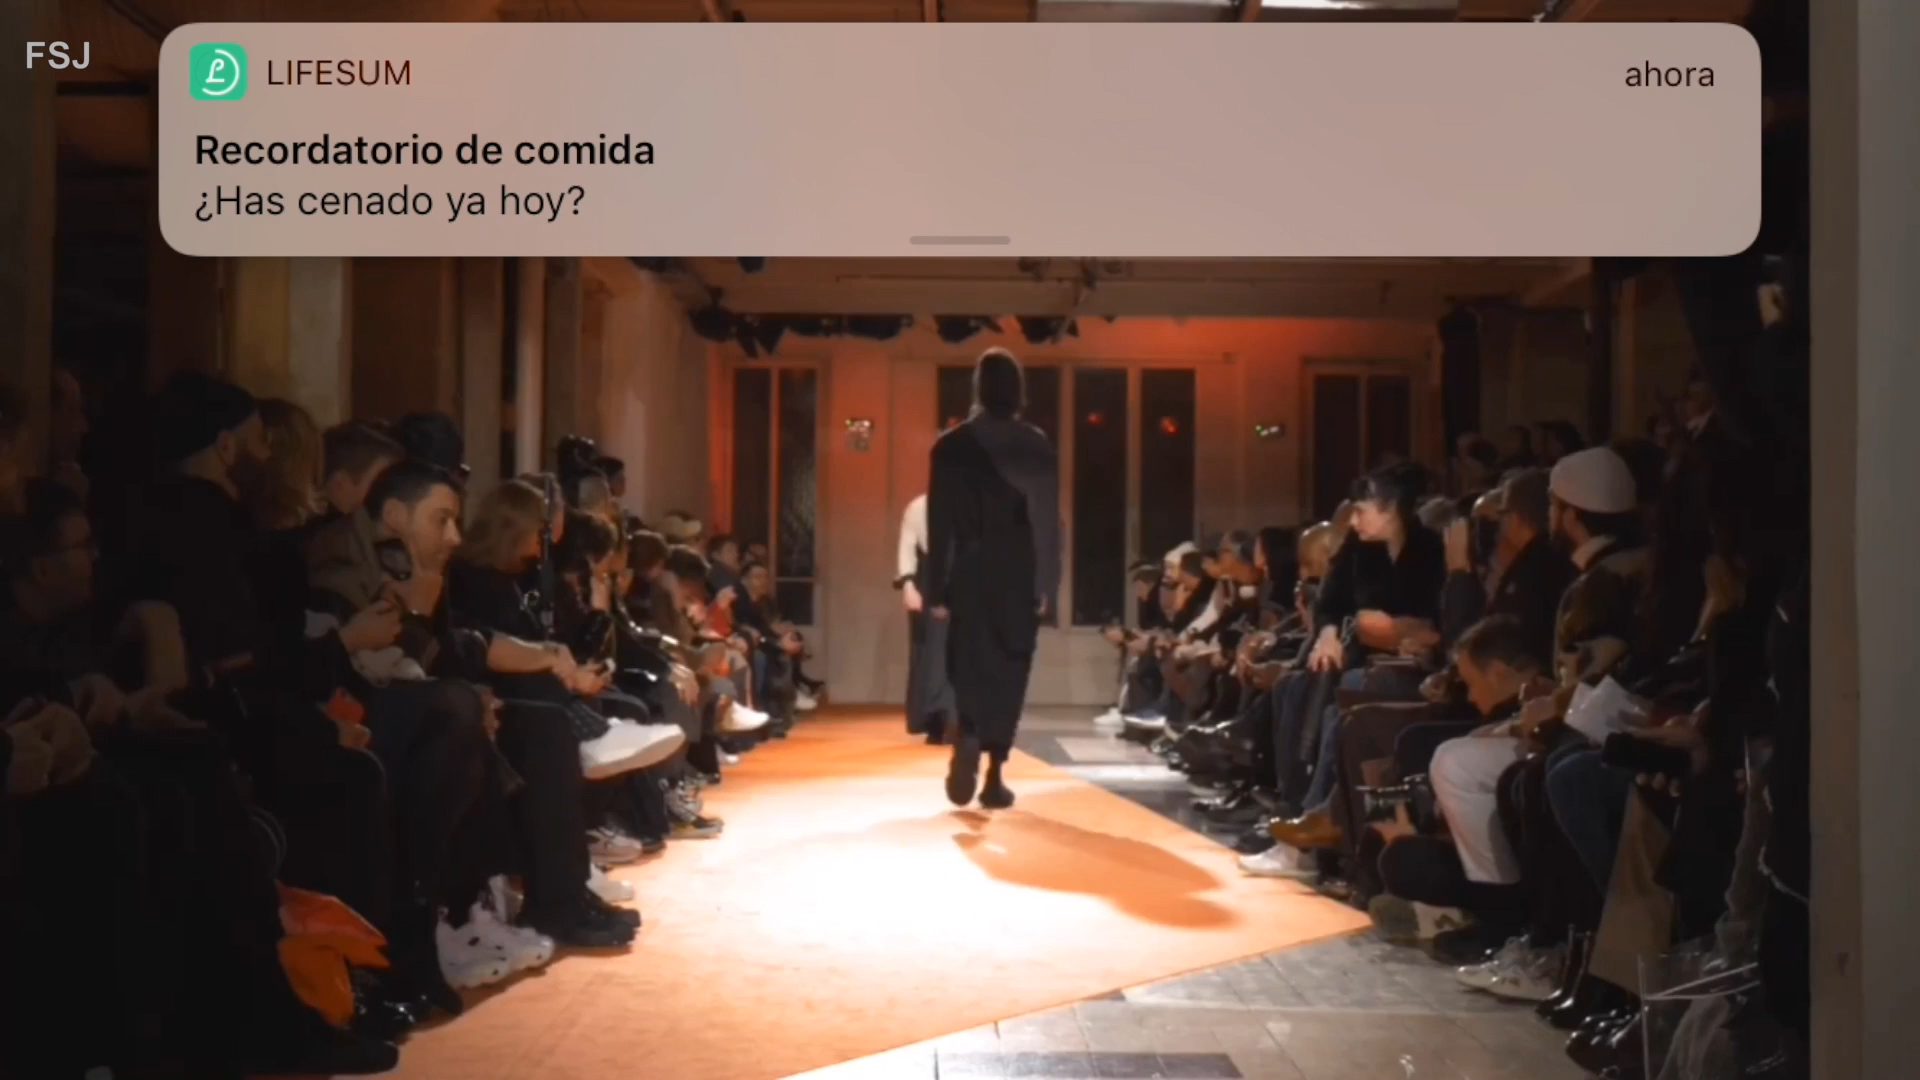 FSJ
LIFESUM
ahora
Recordatorio de comida
¿Has cenado ya hoy?